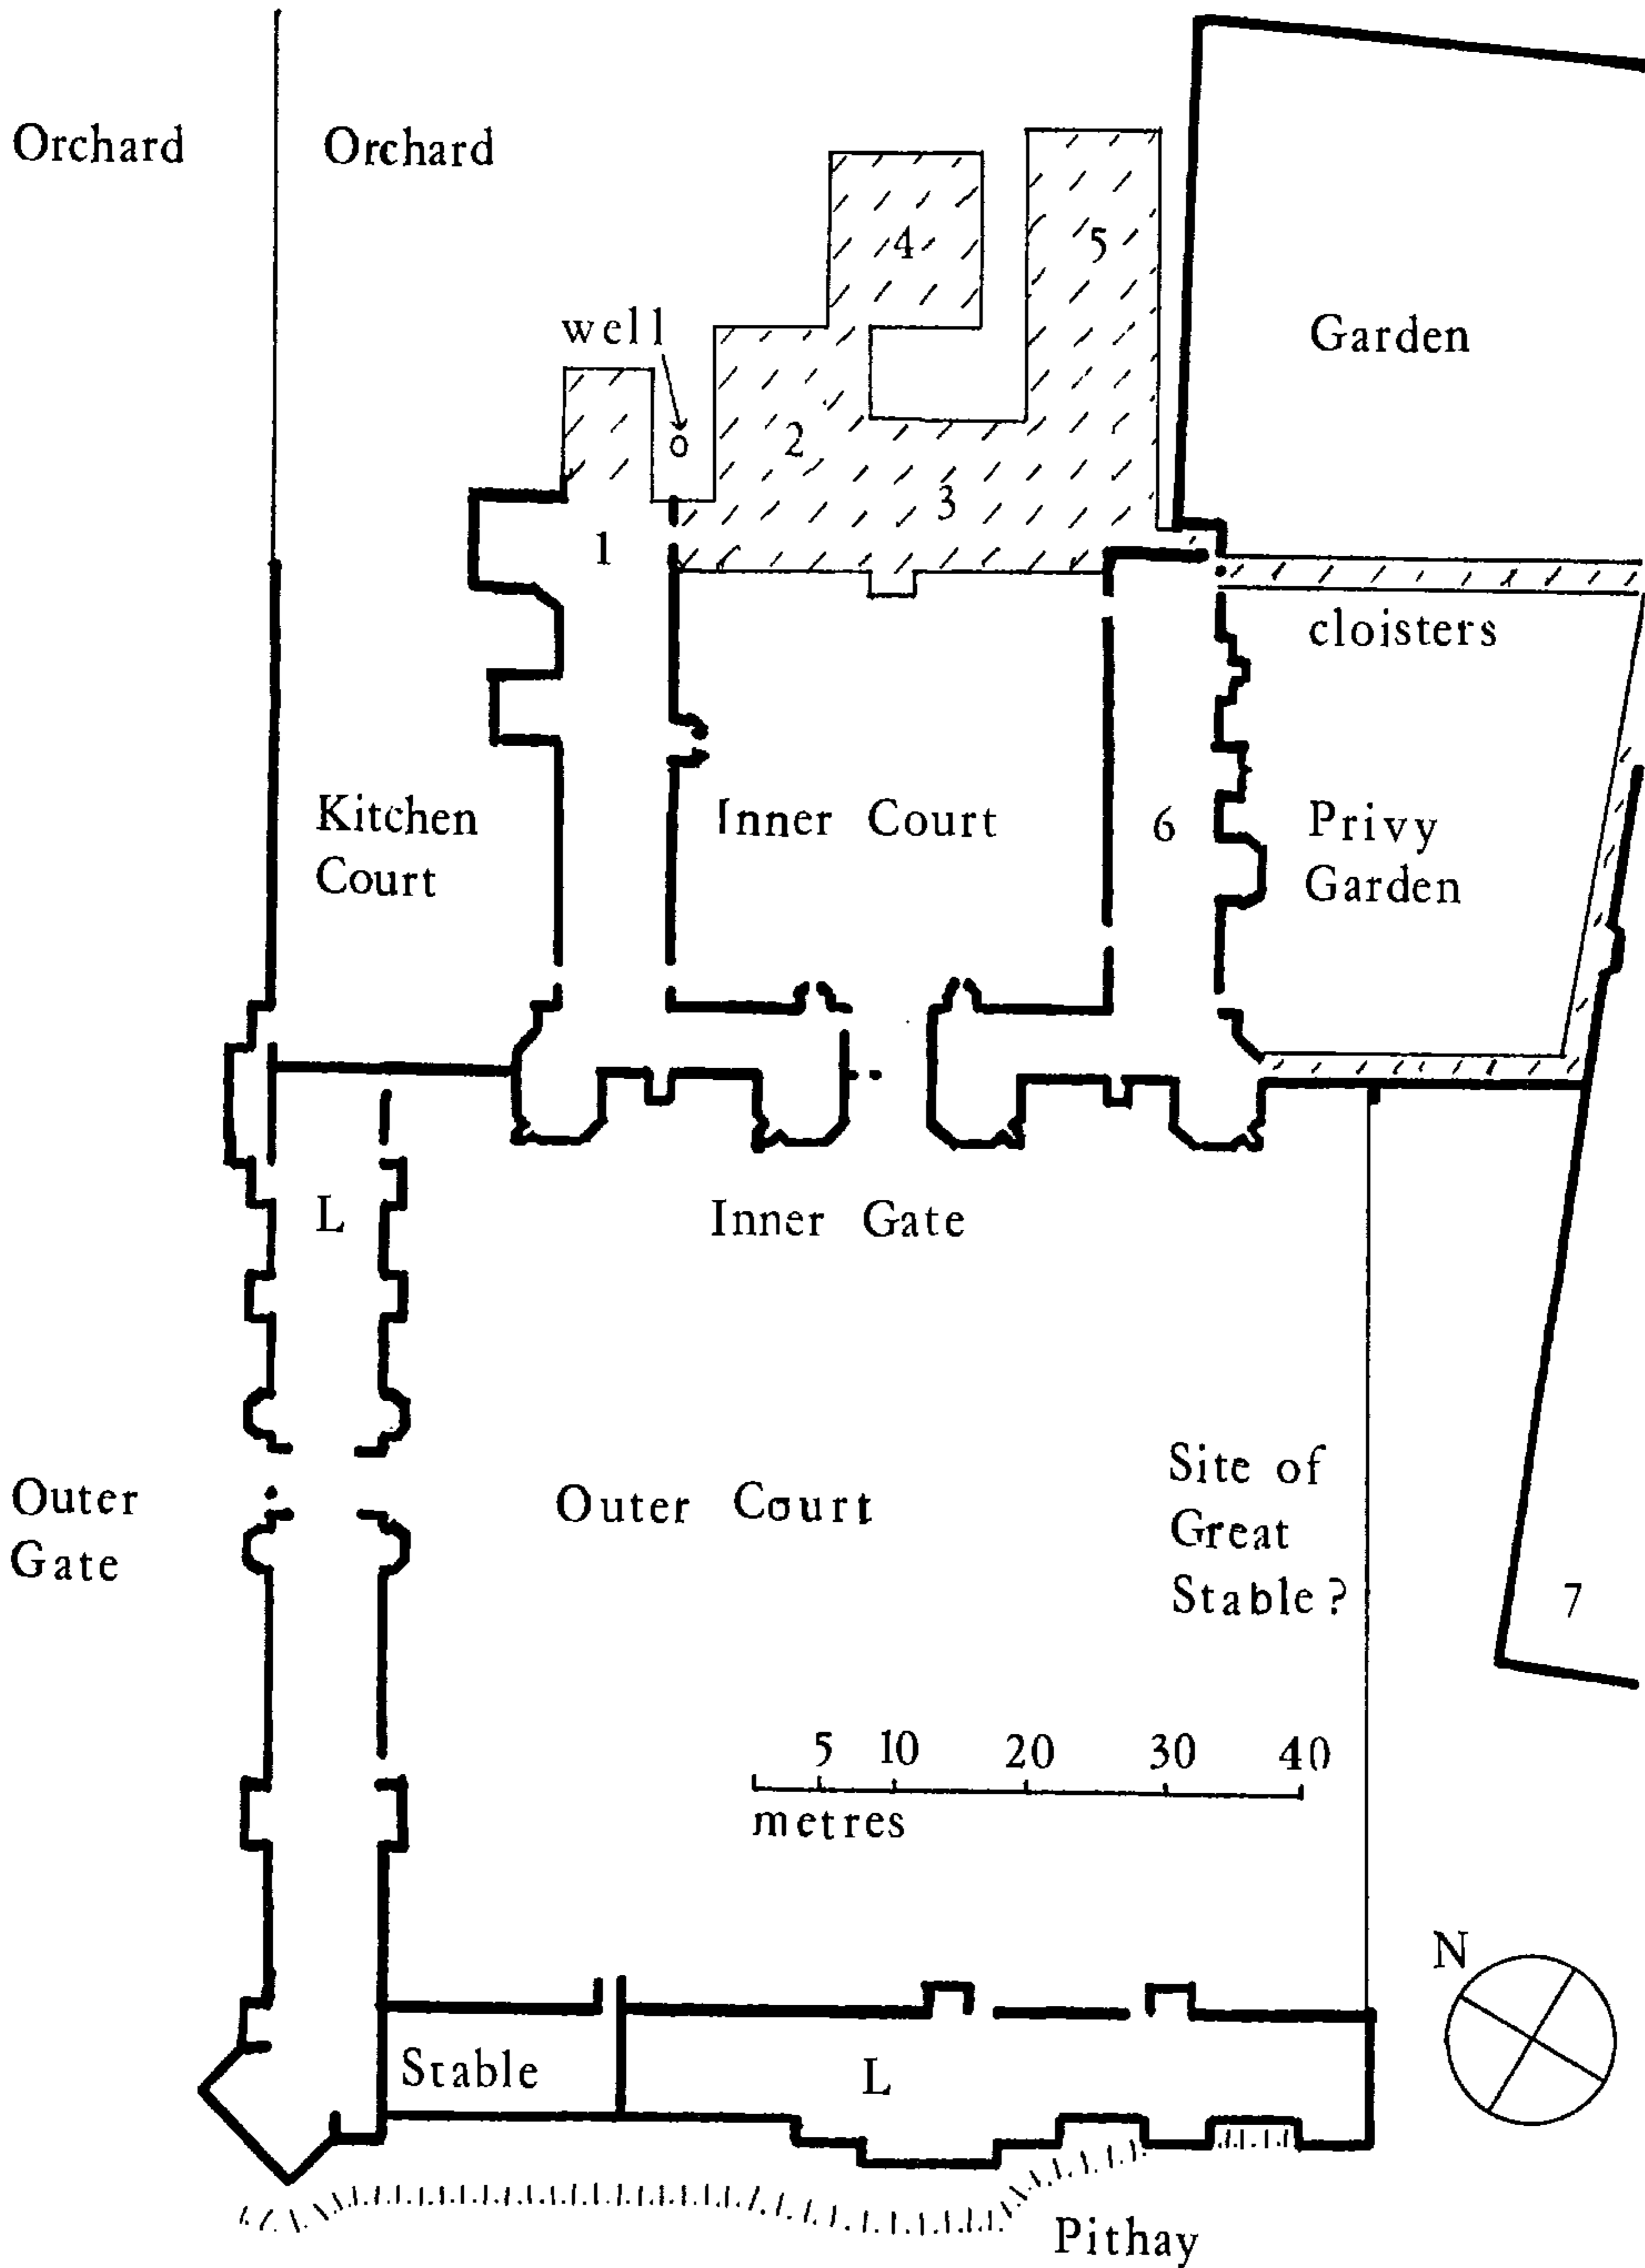 Orchard
Orchard
4
5
well
Garden
2
3
1
cloisters
Kitchen
Court
Inner Court
6
Privy
Garden
L
Inner Gate
Outer
Gate
Outer Court
Site of
Great
Stable?
7
5 10 20 30 40
metres
N
Stable
L
Pithay